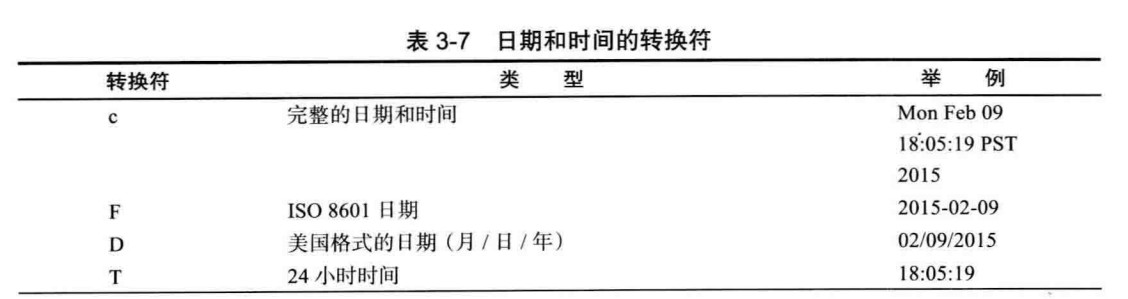 表 3-7 日期和时间的转换符
转换符 类 型 举 例
c 完整的日期和时间 Mon Feb 09
18:05:19 PST
2015
F ISO 8601 日期 2015-02-09
D 美国格式的日期（月 / 日 / 年） 02/09/2015
T 24 小时时间 18:05:19